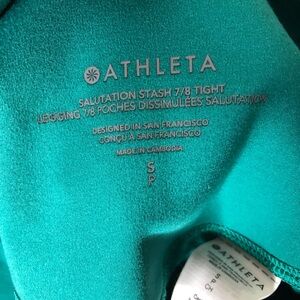 ATHLETA
SALUTATION STASH 7/8 TIGHT
LEGGING 7/8 POCHES DISSIMULÉES SALUTATION
DESIGNED IN SAN FRANCISCO
CONÇU À SAN FRANCISCO
MADE IN CAMBODIA
S
P